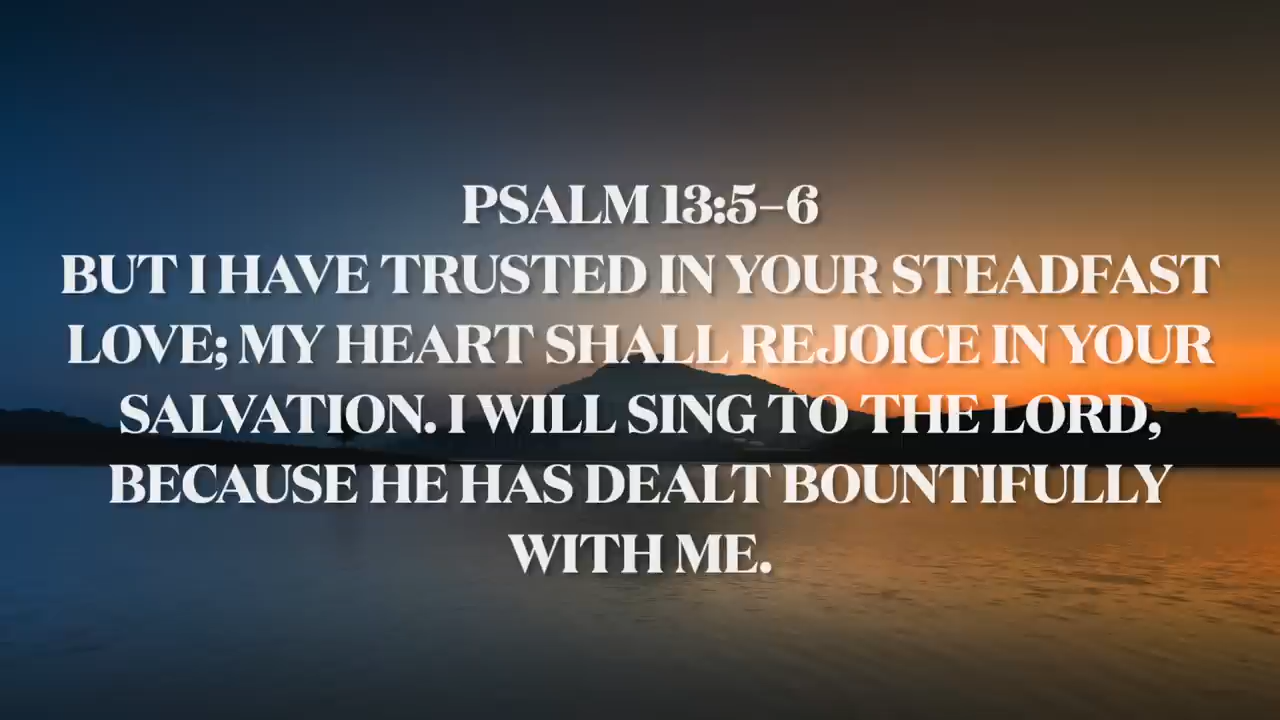 PSALM 13:5–6
BUT I HAVE TRUSTED IN YOUR STEADFAST
LOVE; MY HEART SHALL REJOICE IN YOUR
SALVATION. I WILL SING TO THE LORD,
BECAUSE HE HAS DEALT BOUNTIFULLY
WITH ME.